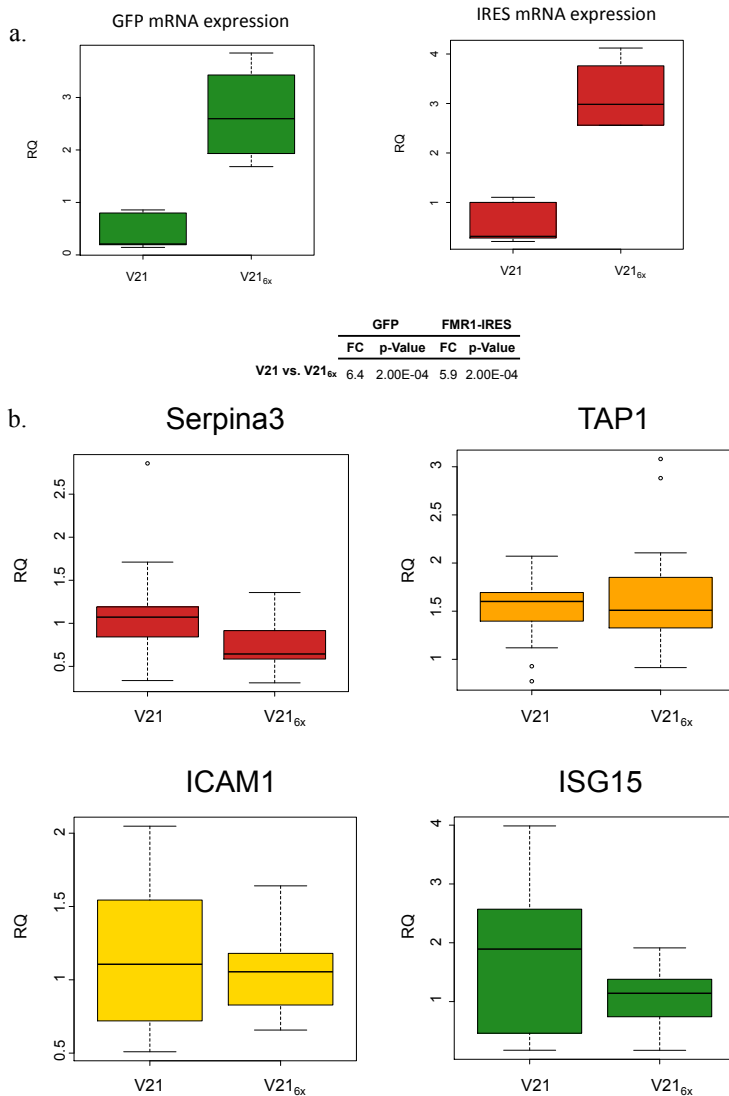 a.
GFP mRNA expression
IRES mRNA expression
RQ
0 1 2 3
V21 V21₆ₓ
RQ
1 2 3 4
V21 V21₆ₓ
GFP FMR1-IRES
FC p-Value FC p-Value
V21 vs. V21₆ₓ 6.4 2.00E-04 5.9 2.00E-04
b.
Serpina3
RQ
0.5 1 1.5 2 2.5
V21 V21₆ₓ
TAP1
RQ
1 1.5 2 2.5 3
V21 V21₆ₓ
ICAM1
RQ
0.5 1 1.5 2
V21 V21₆ₓ
ISG15
RQ
1 2 3 4
V21 V21₆ₓ